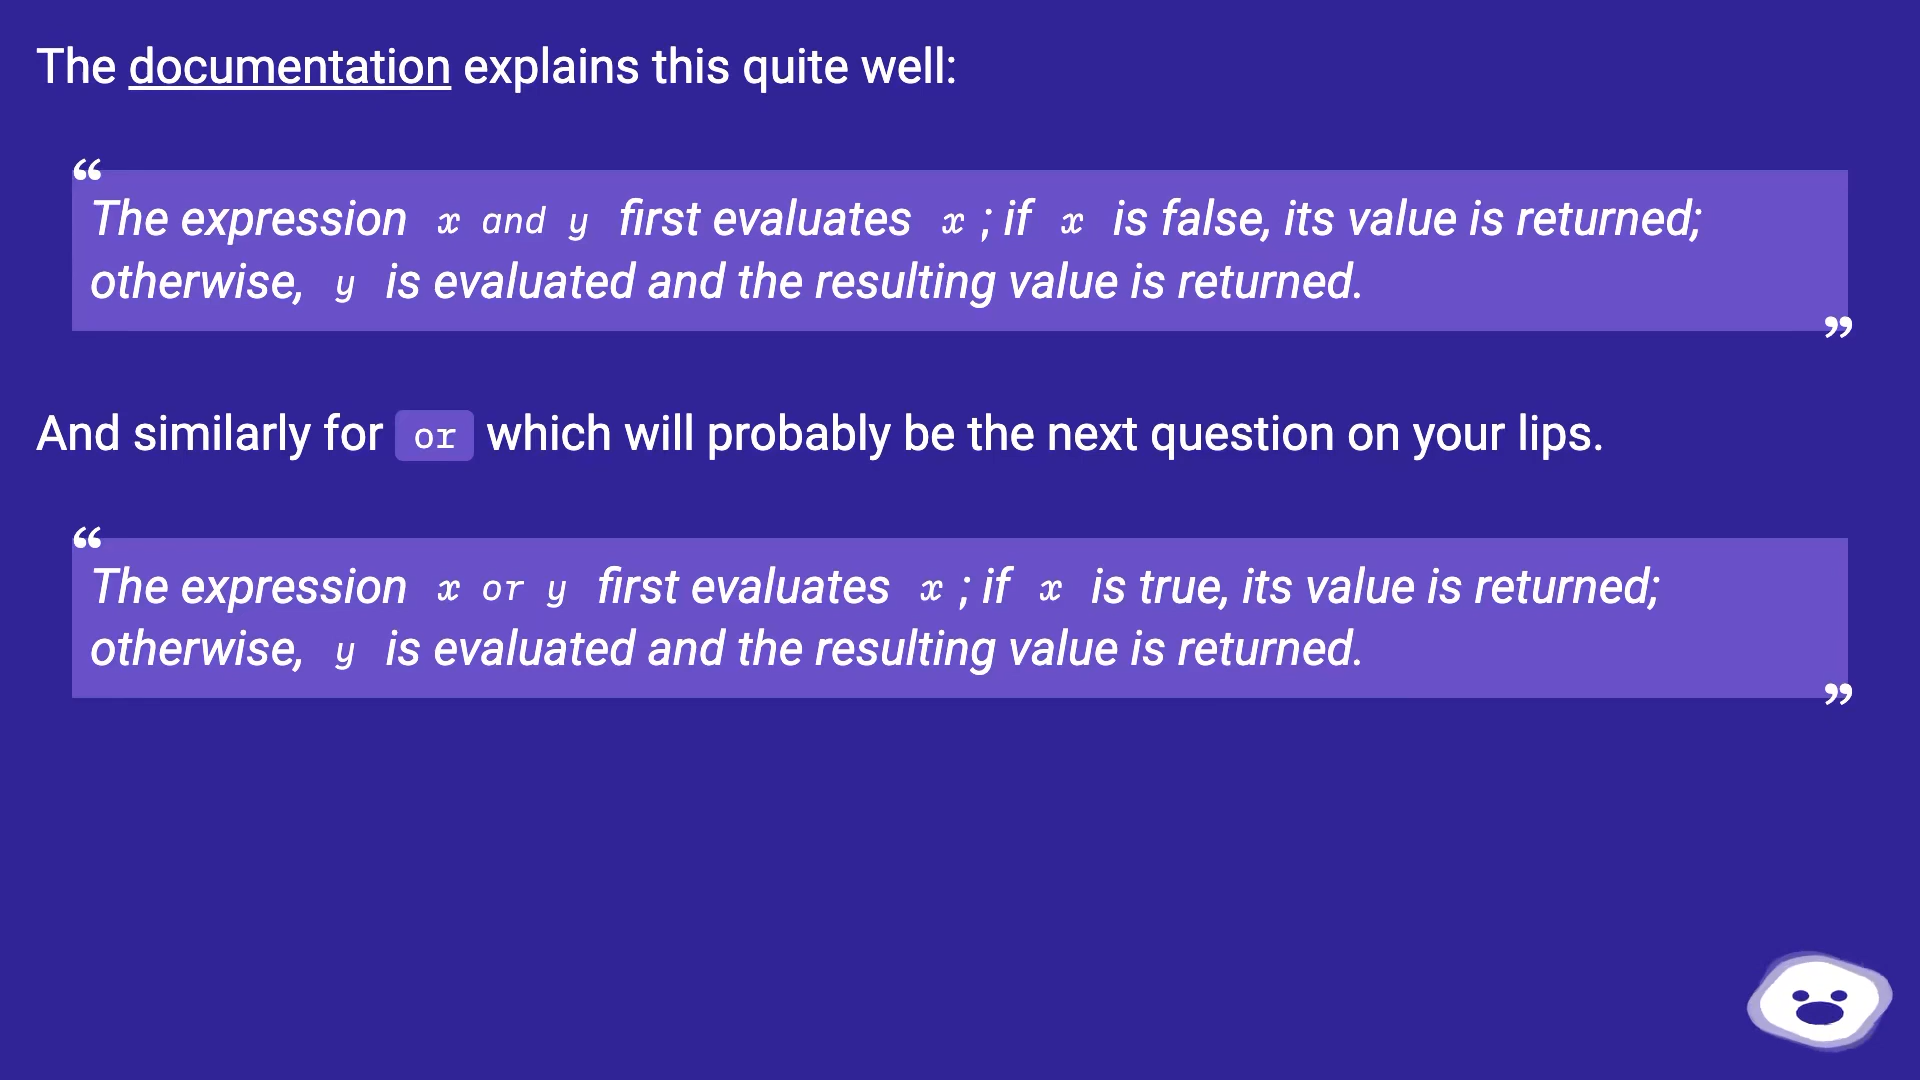 The documentation explains this quite well:
“
The expression x and y first evaluates x ; if x is false, its value is returned;
otherwise, y is evaluated and the resulting value is returned.
”
And similarly for or which will probably be the next question on your lips.
“
The expression x or y first evaluates x ; if x is true, its value is returned;
otherwise, y is evaluated and the resulting value is returned.
”